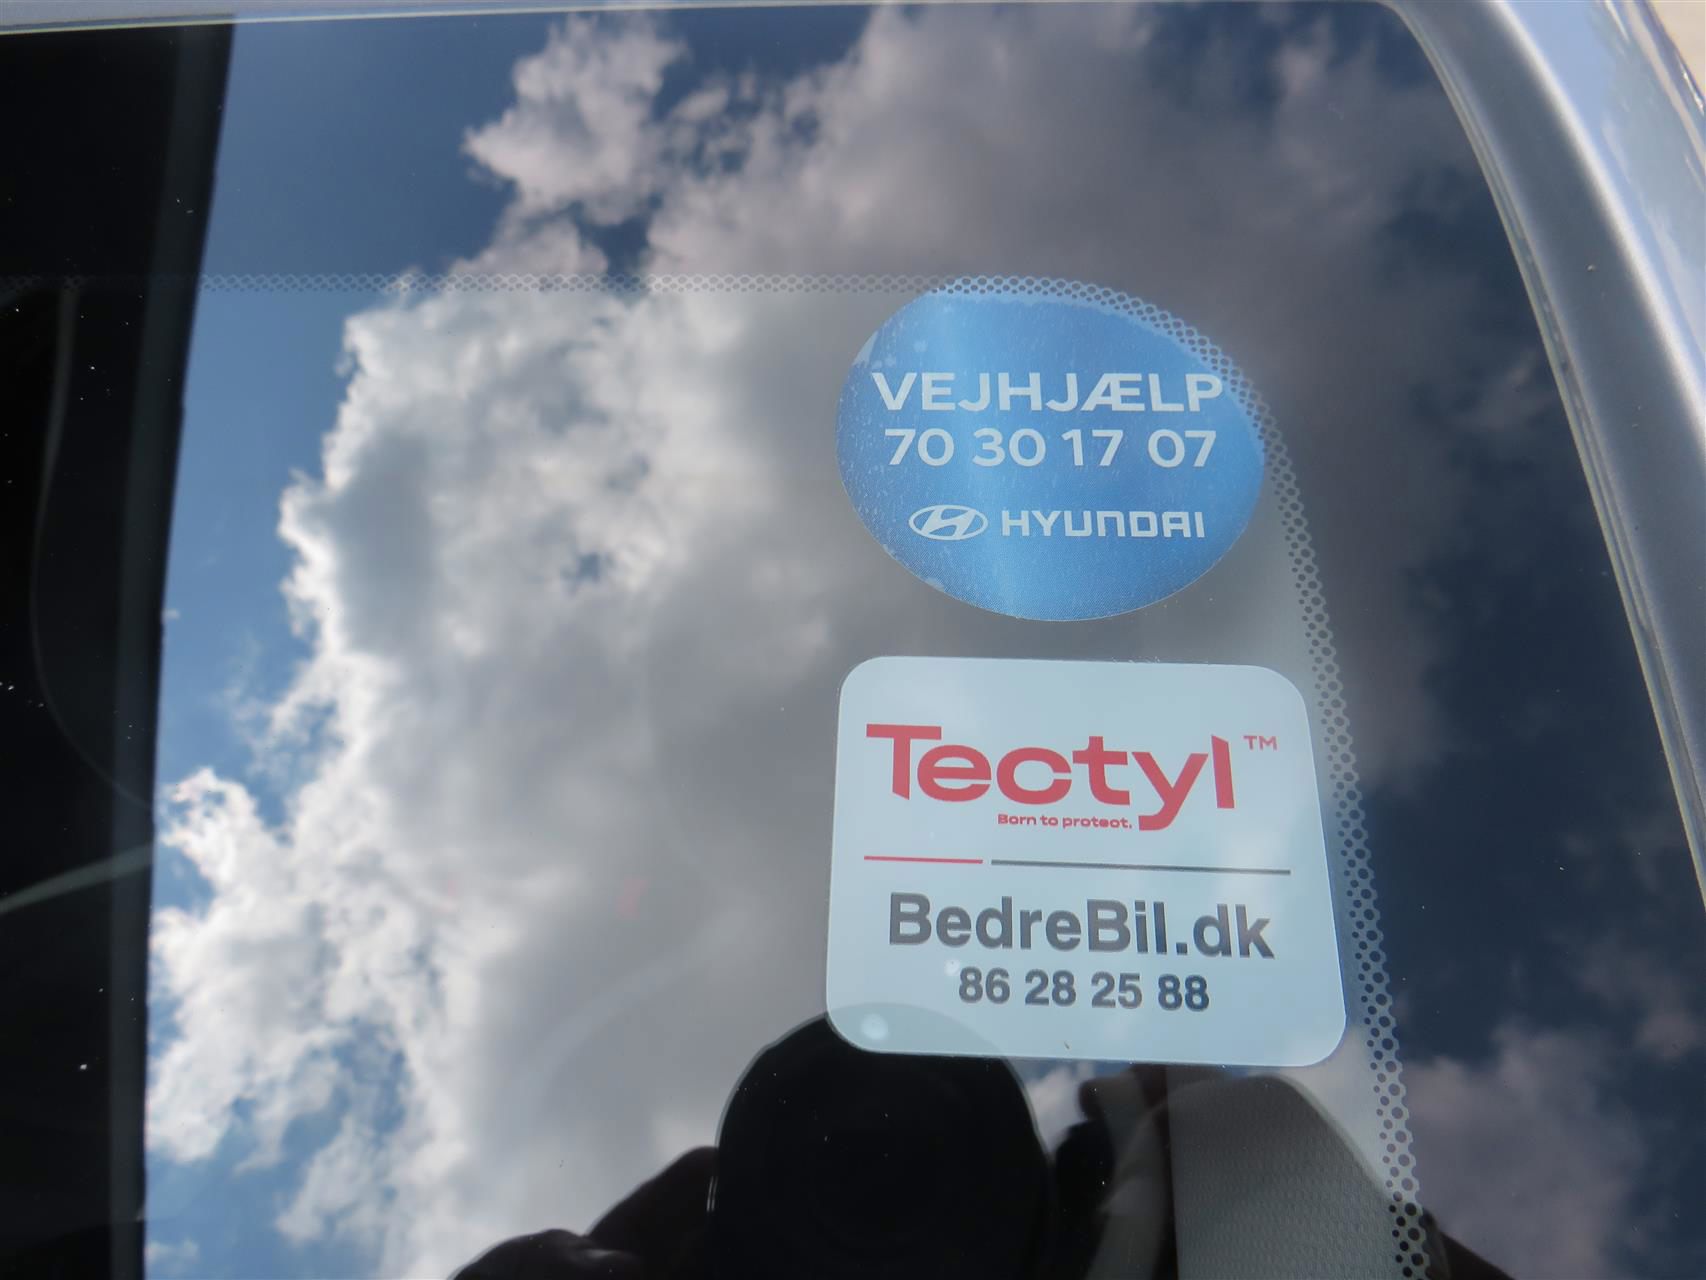 VEJHJÆLP
70 30 17 07
HYUNDAI
Tectyl™
Born to protect.
BedreBil.dk
86 28 25 88